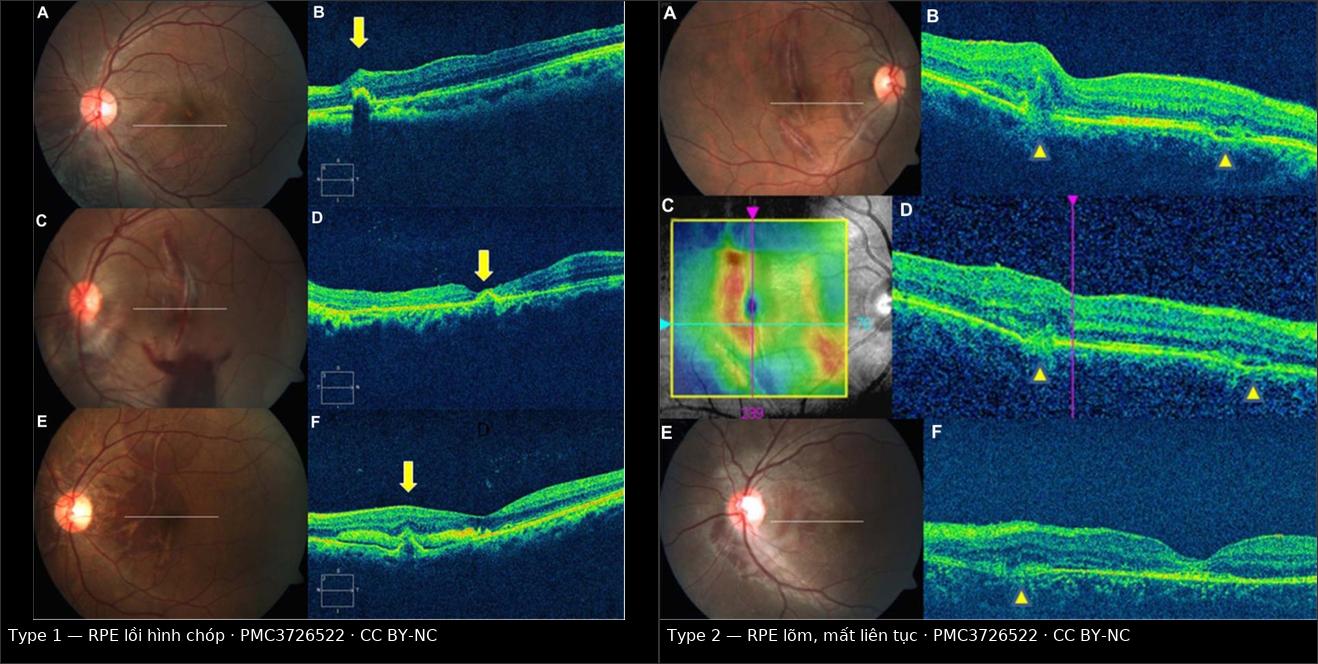 A
B
C
D
E
F
D
Type 1 — RPE lồi hình chóp · PMC3726522 · CC BY-NC
A
B
C
D
239
E
F
Type 2 — RPE lõm, mất liên tục · PMC3726522 · CC BY-NC